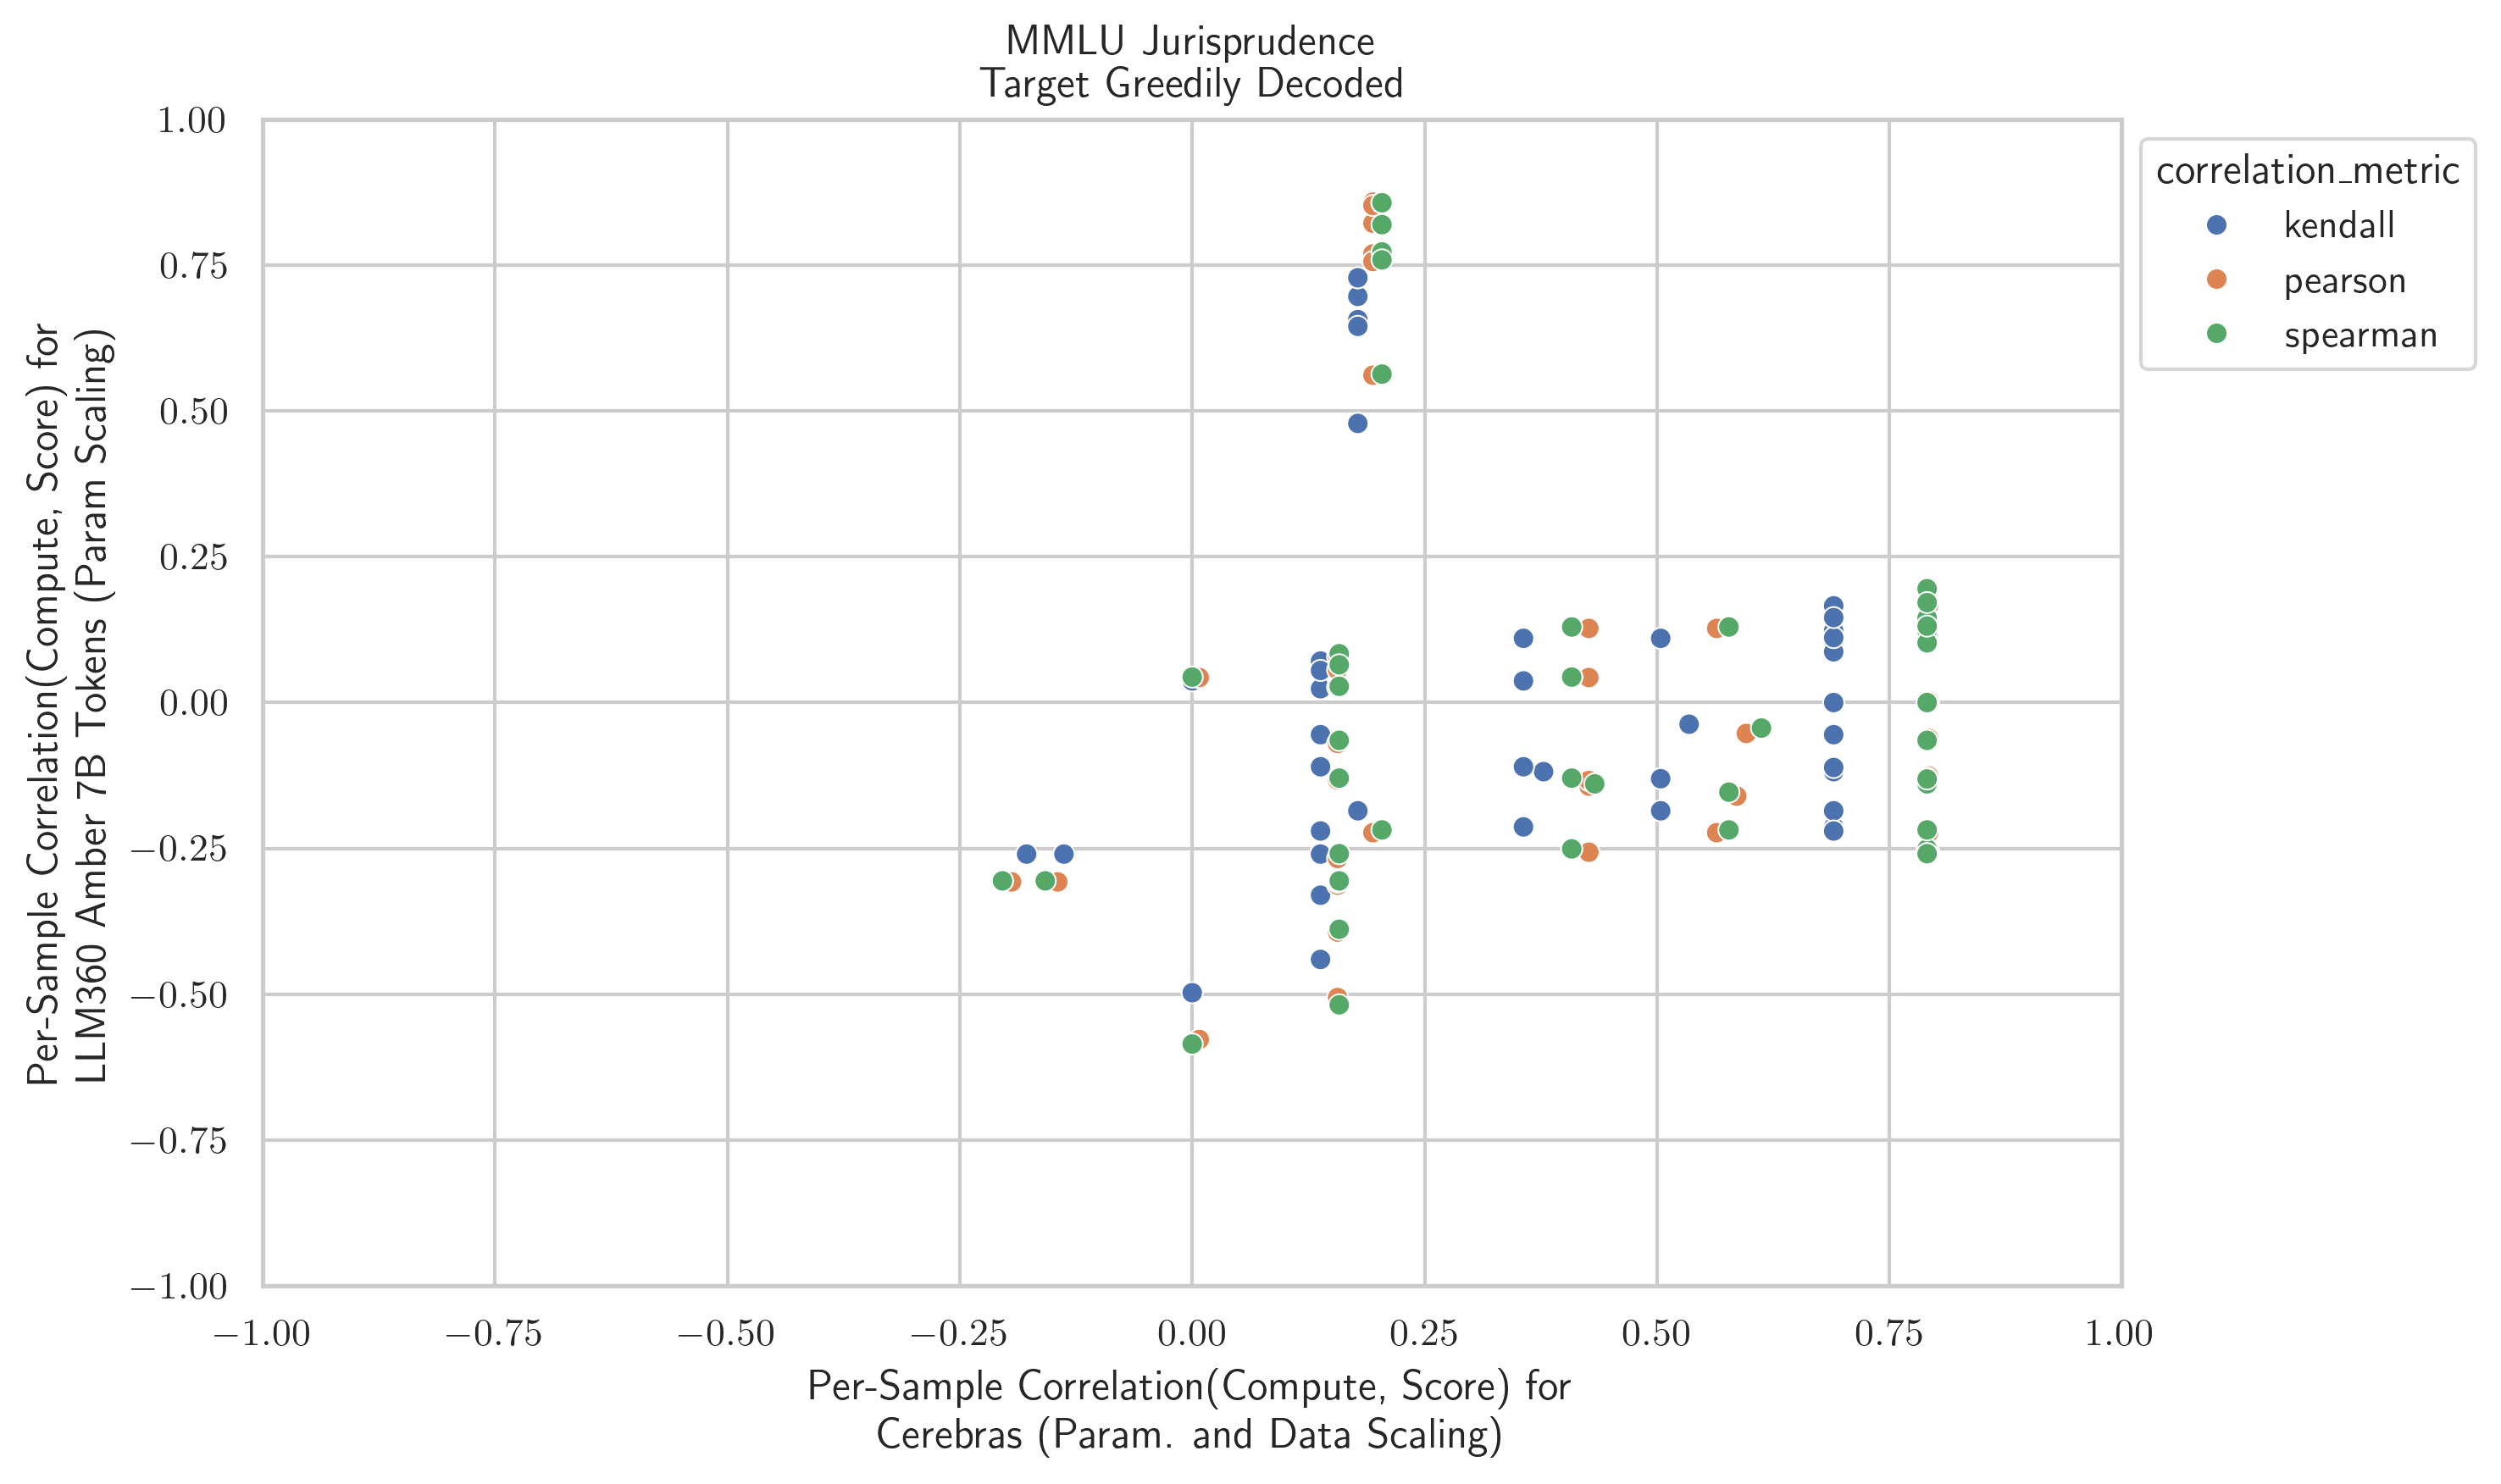 MMLU Jurisprudence
Target Greedily Decoded
Per-Sample Correlation(Compute, Score) for
LLM360 Amber 7B Tokens (Param Scaling)
1.00
0.75
0.50
0.25
0.00
−0.25
−0.50
−0.75
−1.00
−1.00 −0.75 −0.50 −0.25 0.00 0.25 0.50 0.75 1.00
Per-Sample Correlation(Compute, Score) for
Cerebras (Param. and Data Scaling)
correlation_metric
kendall
pearson
spearman